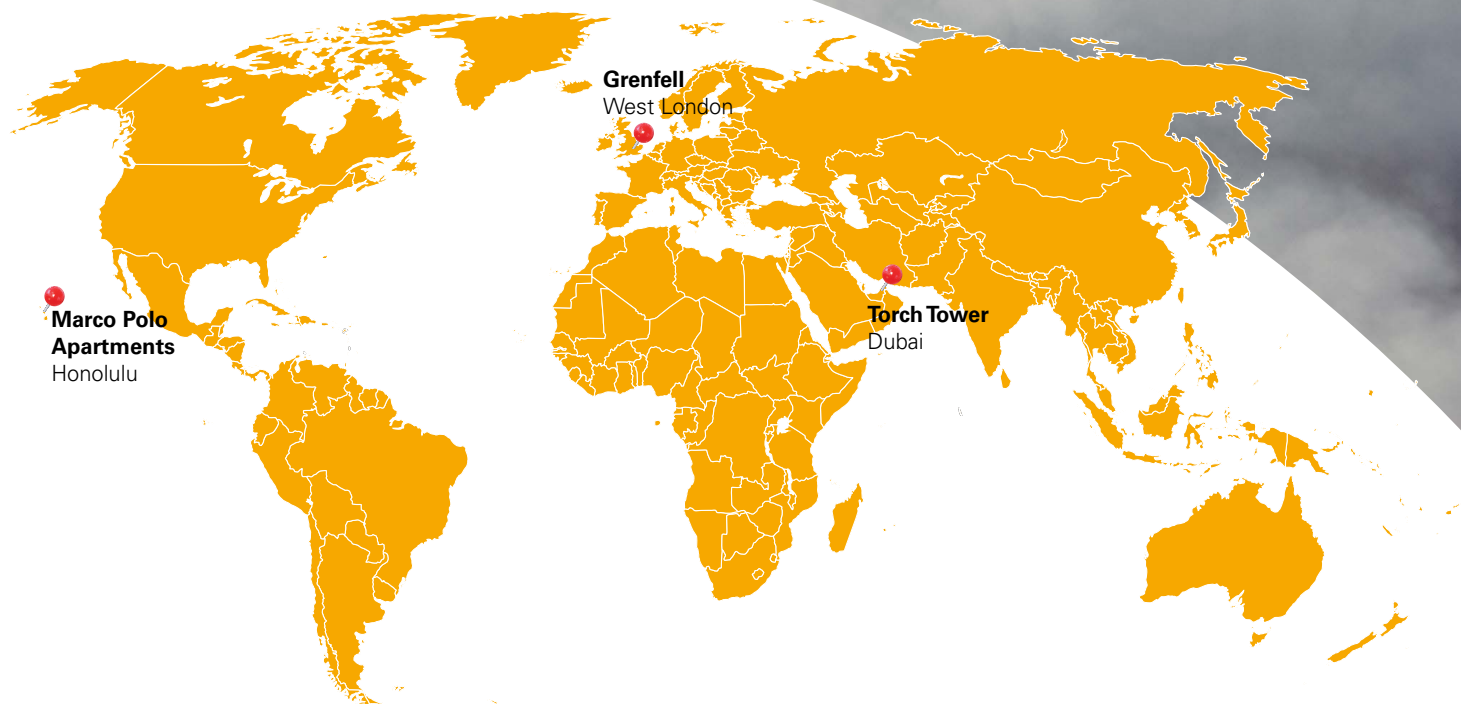 Grenfell
West London
Marco Polo
Apartments
Honolulu
Torch Tower
Dubai